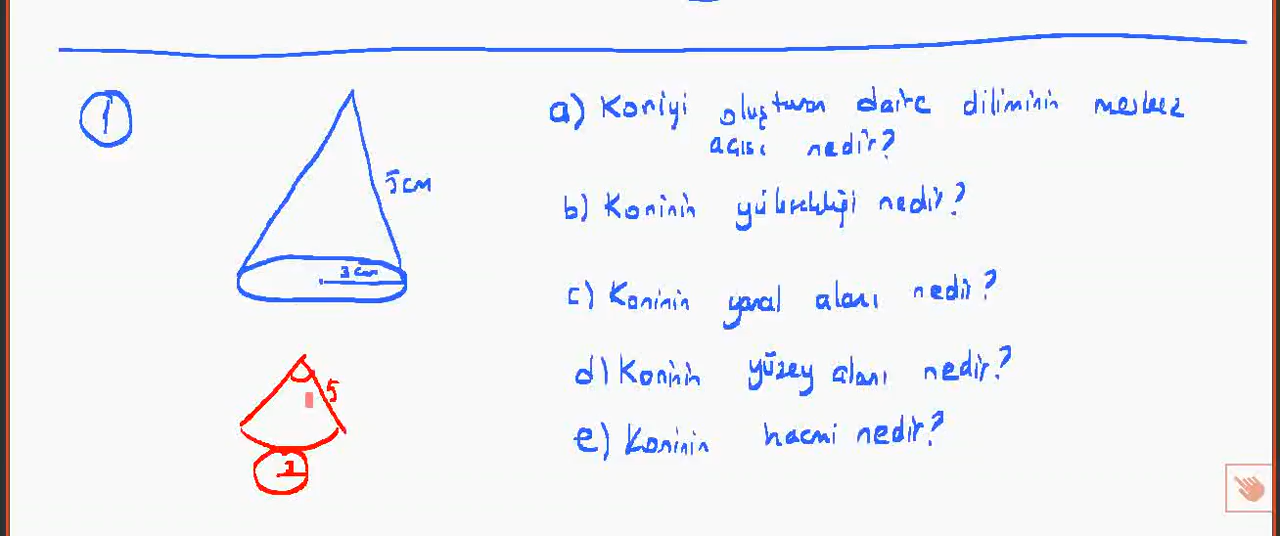 1
5cm
3cm
5
3
a) Koniyi oluşturan daire diliminin merkez
açısı nedir?
b) Koninin yüksekliği nedir?
c) Koninin yanal alanı nedir?
d) Koninin yüzey alanı nedir?
e) Koninin hacmi nedir?